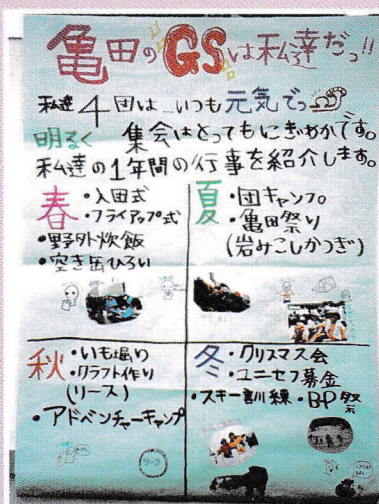 亀田のGSは私達だっ!!
私達4団は…いつも元気でっ
明るく 集会はとってもにぎやかです。
私達の1年間の行事を紹介します。
春
・入団式
・フライアップ式
・野外炊飯
・空き缶ひろい
夏
・団キャンプ。
・亀田祭り
(岩みこしかつぎ)
秋
・いも堀り
・クラフト作り
(リース)
・アドベンチャーキャンプ
リース
冬
・クリスマス会
・ユニセフ募金
・スキー訓練・BP祭